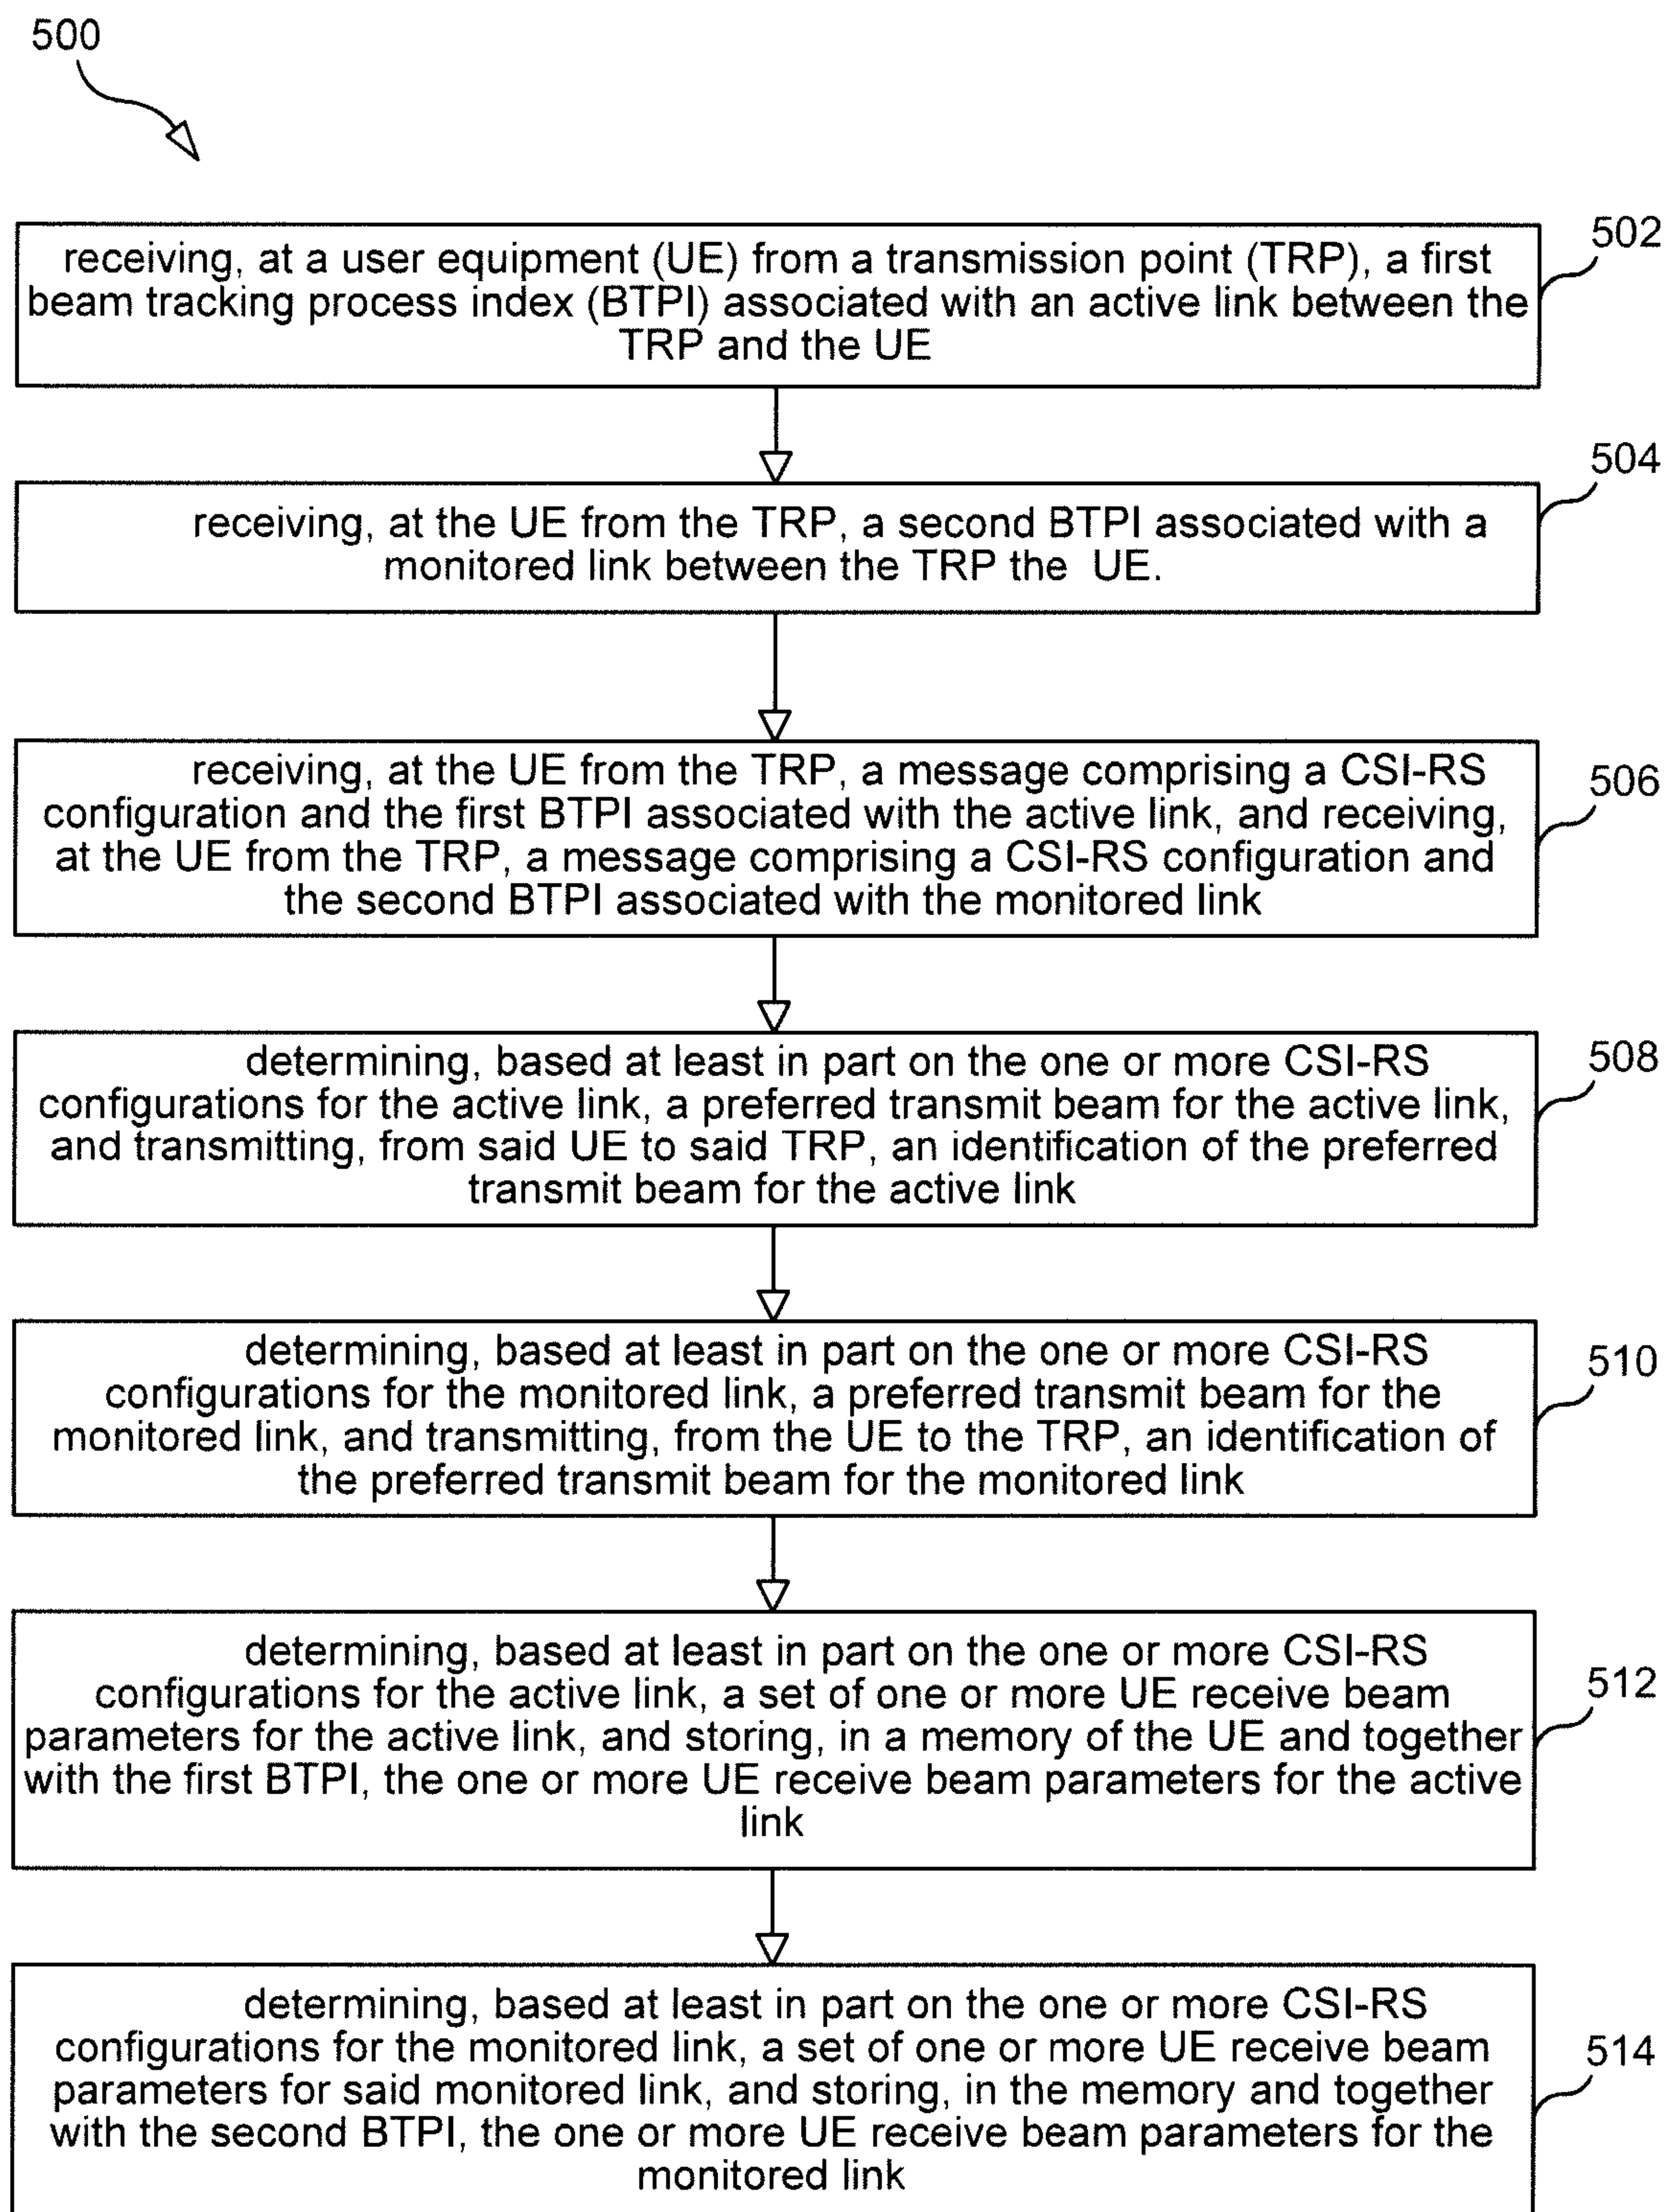 500
502
receiving, at a user equipment (UE) from a transmission point (TRP), a first
beam tracking process index (BTPI) associated with an active link between the
TRP and the UE
504
receiving, at the UE from the TRP, a second BTPI associated with a
monitored link between the TRP the UE.
506
receiving, at the UE from the TRP, a message comprising a CSI-RS
configuration and the first BTPI associated with the active link, and receiving,
at the UE from the TRP, a message comprising a CSI-RS configuration and
the second BTPI associated with the monitored link
508
determining, based at least in part on the one or more CSI-RS
configurations for the active link, a preferred transmit beam for the active link,
and transmitting, from said UE to said TRP, an identification of the preferred
transmit beam for the active link
510
determining, based at least in part on the one or more CSI-RS
configurations for the monitored link, a preferred transmit beam for the
monitored link, and transmitting, from the UE to the TRP, an identification of
the preferred transmit beam for the monitored link
512
determining, based at least in part on the one or more CSI-RS
configurations for the active link, a set of one or more UE receive beam
parameters for the active link, and storing, in a memory of the UE and together
with the first BTPI, the one or more UE receive beam parameters for the active
link
514
determining, based at least in part on the one or more CSI-RS
configurations for the monitored link, a set of one or more UE receive beam
parameters for said monitored link, and storing, in the memory and together
with the second BTPI, the one or more UE receive beam parameters for the
monitored link